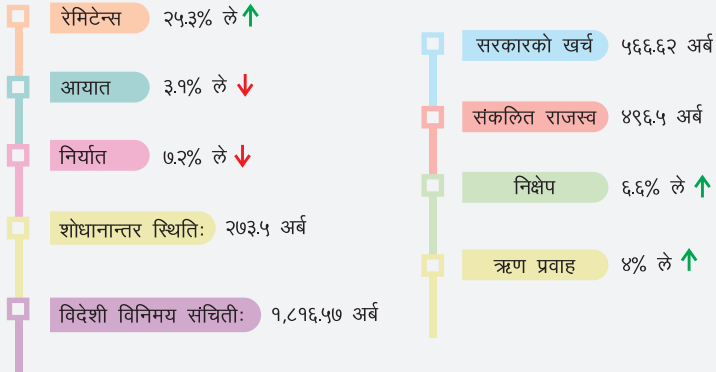 रेमिटेन्स २५.३% ले ↑
आयात ३.१% ले ↓
निर्यात ७.२% ले ↓
शोधानान्तर स्थितिः २७३.५ अर्ब
विदेशी विनिमय संचितीः १,८१६.५७ अर्ब
सरकारको खर्च ५६६.६२ अर्ब
संकलित राजस्व ४९६.५ अर्ब
निक्षेप ६.६% ले ↑
ऋण प्रवाह ४% ले ↑